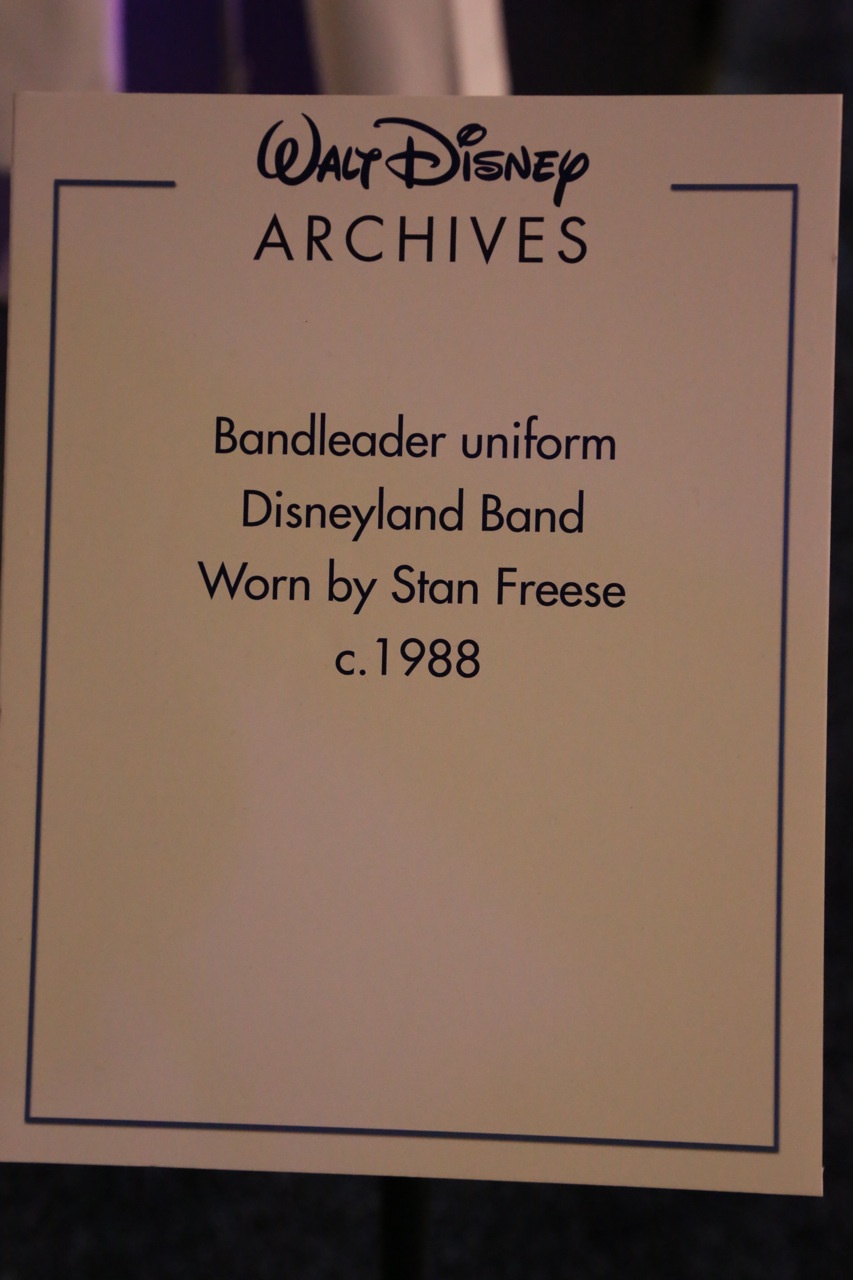 Walt Disney
ARCHIVES
Bandleader uniform
Disneyland Band
Worn by Stan Freese
c.1988